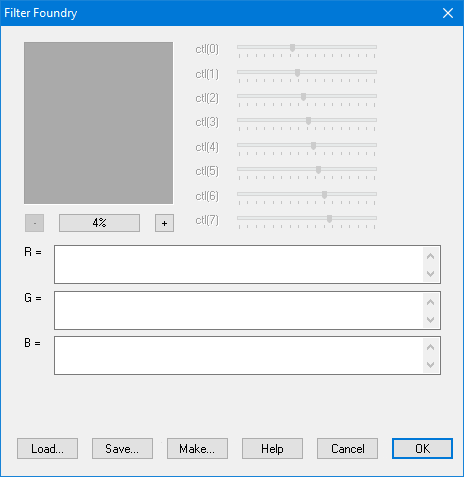 Filter Foundry
ctl(0)
ctl(1)
ctl(2)
ctl(3)
ctl(4)
ctl(5)
ctl(6)
ctl(7)
- 4% +
R =
G =
B =
Load... Save... Make... Help Cancel OK